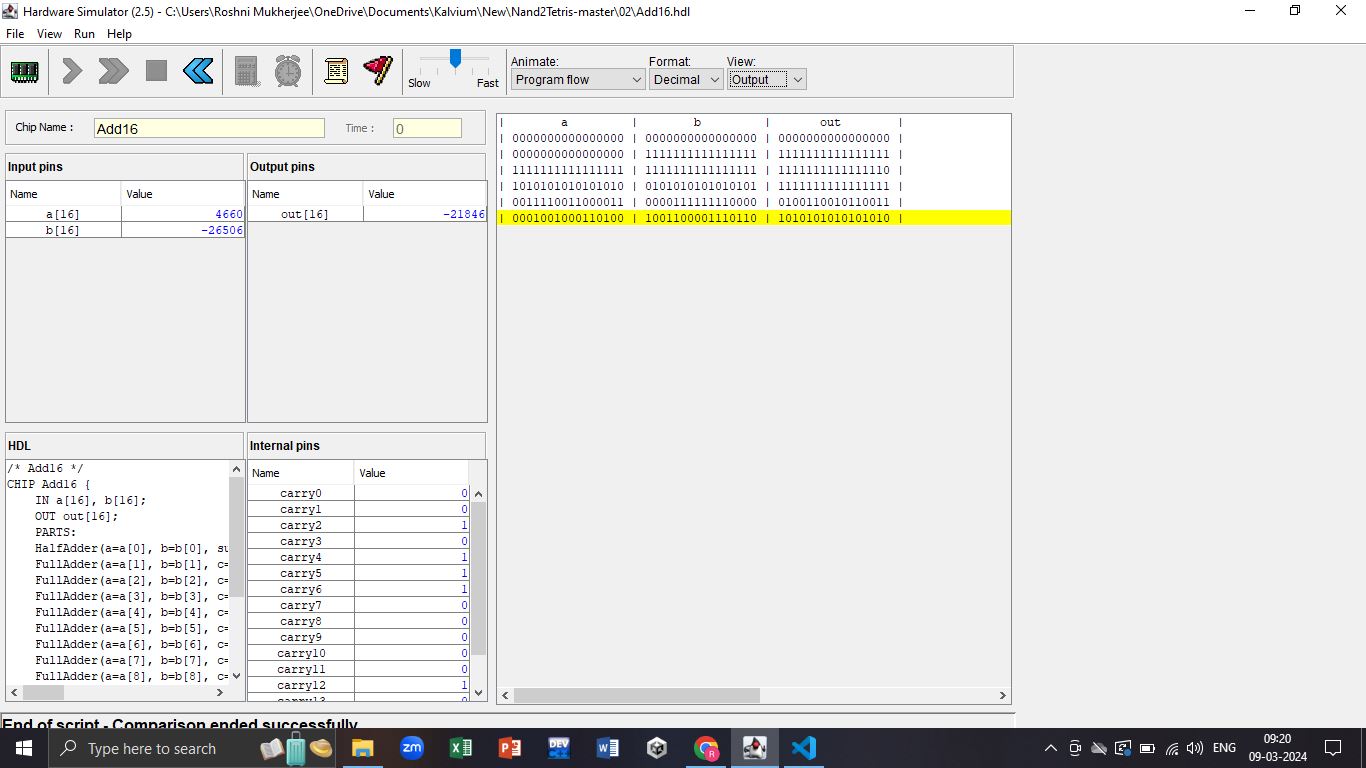 Hardware Simulator (2.5) - C:\Users\Roshni Mukherjee\OneDrive\Documents\Kalvium\New\Nand2Tetris-master\02\Add16.hdl
File View Run Help
Slow Fast
Animate: Format: View:
Program flow Decimal Output
Chip Name : Add16 Time : 0
Input pins Output pins
Name Value Name Value
a[16] 4660 out[16] -21846
b[16] -26506
| a | b | out |
| 0000000000000000 | 0000000000000000 | 0000000000000000 |
| 0000000000000000 | 1111111111111111 | 1111111111111111 |
| 1111111111111111 | 1111111111111111 | 1111111111111110 |
| 1010101010101010 | 0101010101010101 | 1111111111111111 |
| 0011110011000011 | 0000111111110000 | 0100110010110011 |
| 0001001000110100 | 1001100001110110 | 1010101010101010 |
HDL
/* Add16 */
CHIP Add16 {
IN a[16], b[16];
OUT out[16];
PARTS:
HalfAdder(a=a[0], b=b[0], su
FullAdder(a=a[1], b=b[1], c=
FullAdder(a=a[2], b=b[2], c=
FullAdder(a=a[3], b=b[3], c=
FullAdder(a=a[4], b=b[4], c=
FullAdder(a=a[5], b=b[5], c=
FullAdder(a=a[6], b=b[6], c=
FullAdder(a=a[7], b=b[7], c=
FullAdder(a=a[8], b=b[8], c=
Internal pins
Name Value
carry0 0
carry1 0
carry2 1
carry3 0
carry4 1
carry5 1
carry6 1
carry7 0
carry8 0
carry9 0
carry10 0
carry11 0
carry12 1
carry13 0
End of script - Comparison ended successfully
Type here to search
zm
DEV
ENG
09:20
09-03-2024